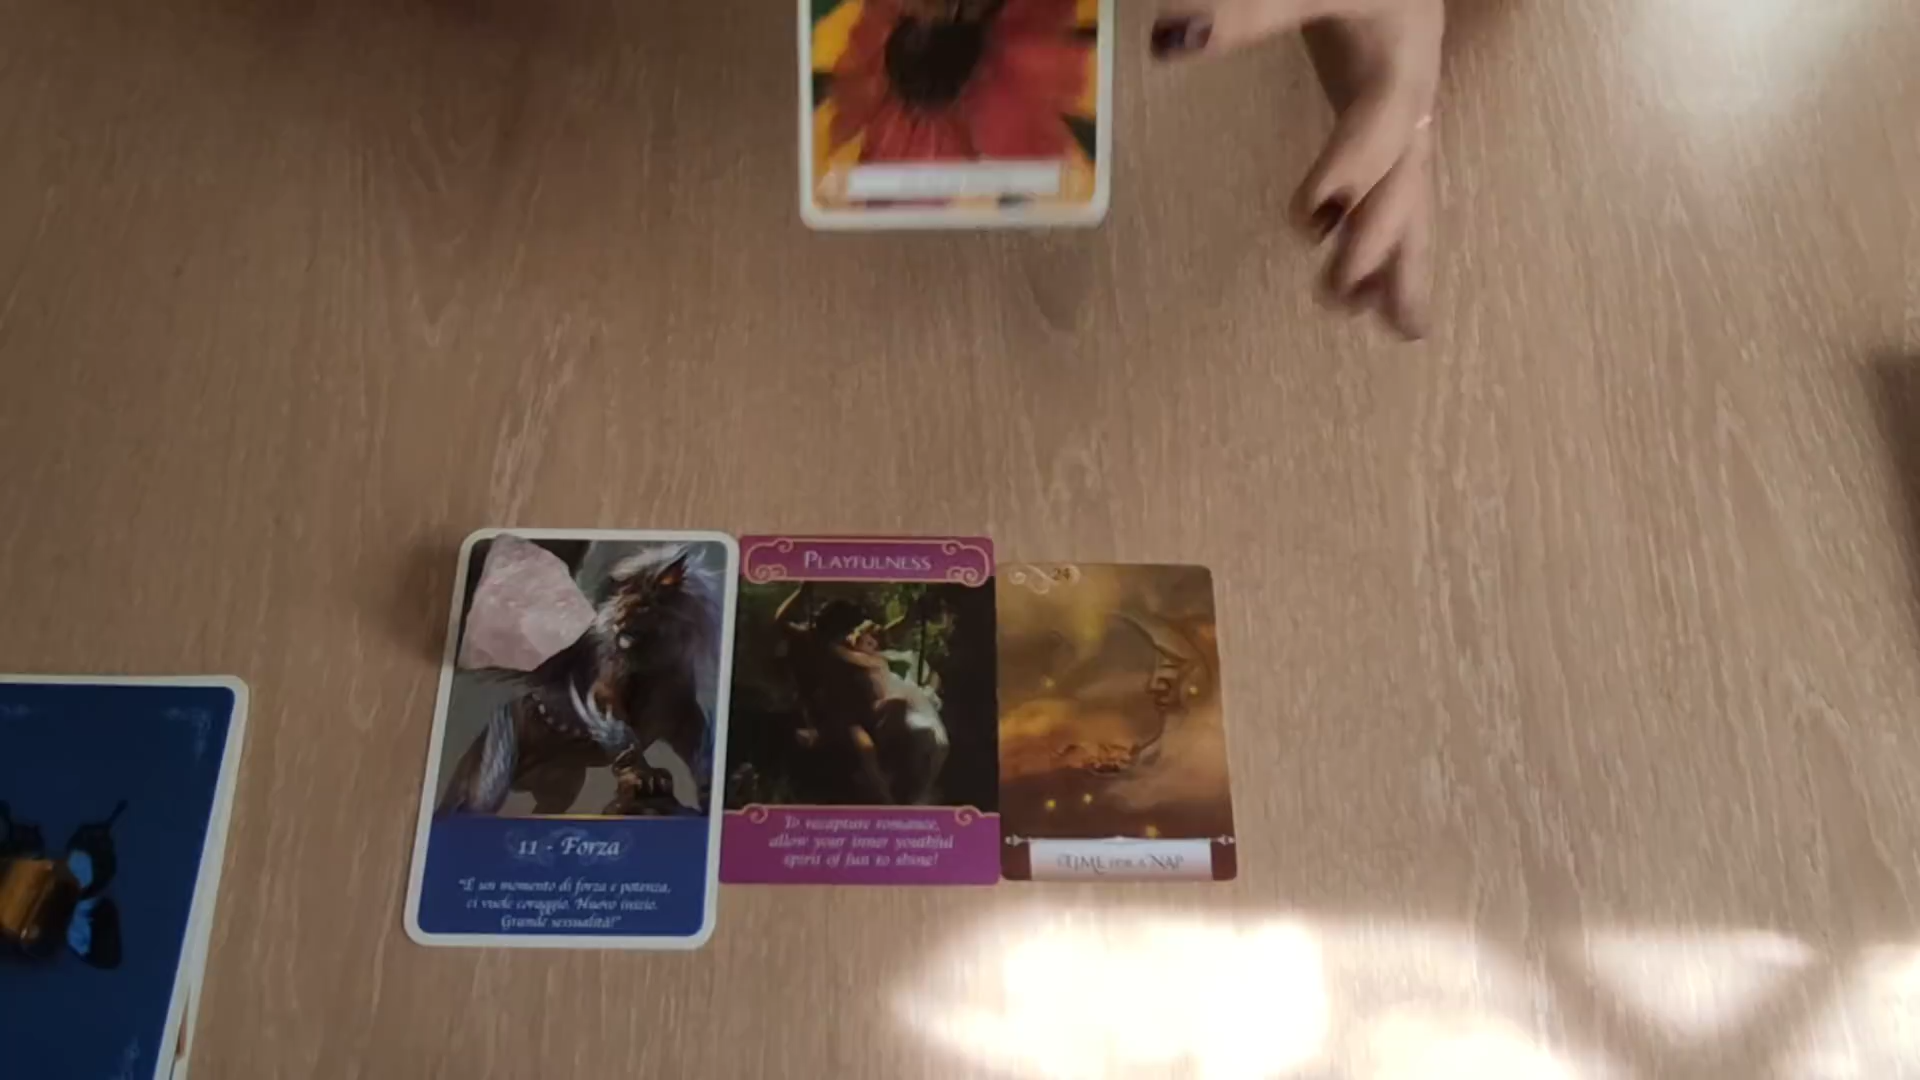 11 - Forza
"È un momento di forza e potenza,
ci vuole coraggio. Nuovo inizio.
Grande sessualità!"
PLAYFULNESS
To recapture romance,
allow your inner youthful
spirit of fun to shine!
24
TIME FOR A NAP